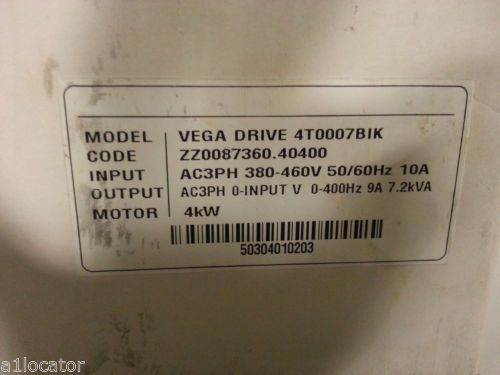 MODEL VEGA DRIVE 4T0007BIK
CODE ZZ0087360.40400
INPUT AC3PH 380-460V 50/60Hz 10A
OUTPUT AC3PH 0-INPUT V 0-400Hz 9A 7.2kVA
MOTOR 4kW
50304010203
a1locator